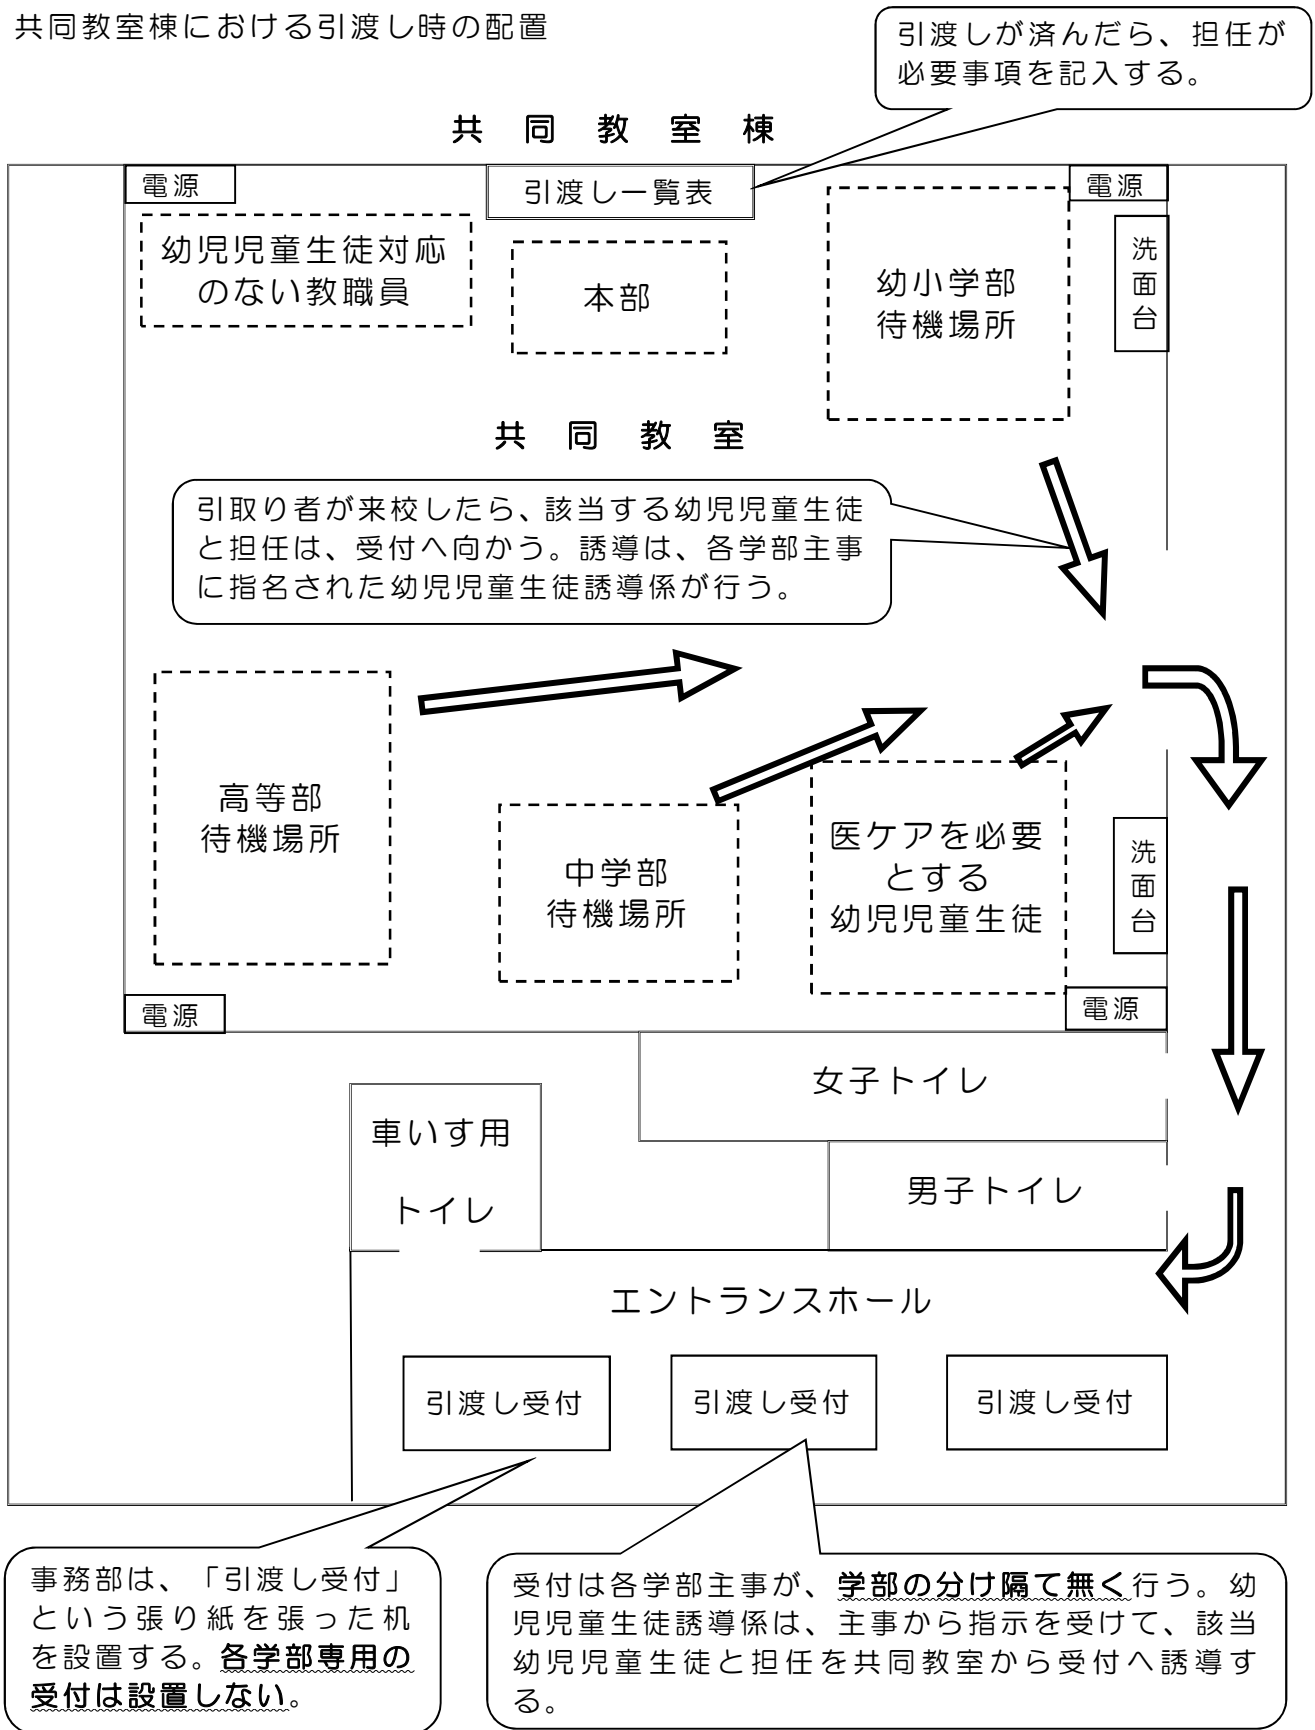 共同教室棟における引渡し時の配置
引渡しが済んだら、担任が
必要事項を記入する。
共同教室棟
電源
引渡し一覧表
電源
幼児児童生徒対応
のない教職員
本部
幼小学部
待機場所
洗面台
共同教室
引取り者が来校したら、該当する幼児児童生徒
と担任は、受付へ向かう。誘導は、各学部主事
に指名された幼児児童生徒誘導係が行う。
高等部
待機場所
中学部
待機場所
医ケアを必要
とする
幼児児童生徒
洗面台
電源
電源
女子トイレ
車いす用
トイレ
男子トイレ
エントランスホール
引渡し受付
引渡し受付
引渡し受付
事務部は、「引渡し受付」
という張り紙を張った机
を設置する。各学部専用の
受付は設置しない。
受付は各学部主事が、学部の分け隔て無く行う。幼
児児童生徒誘導係は、主事から指示を受けて、該当
幼児児童生徒と担任を共同教室から受付へ誘導す
る。